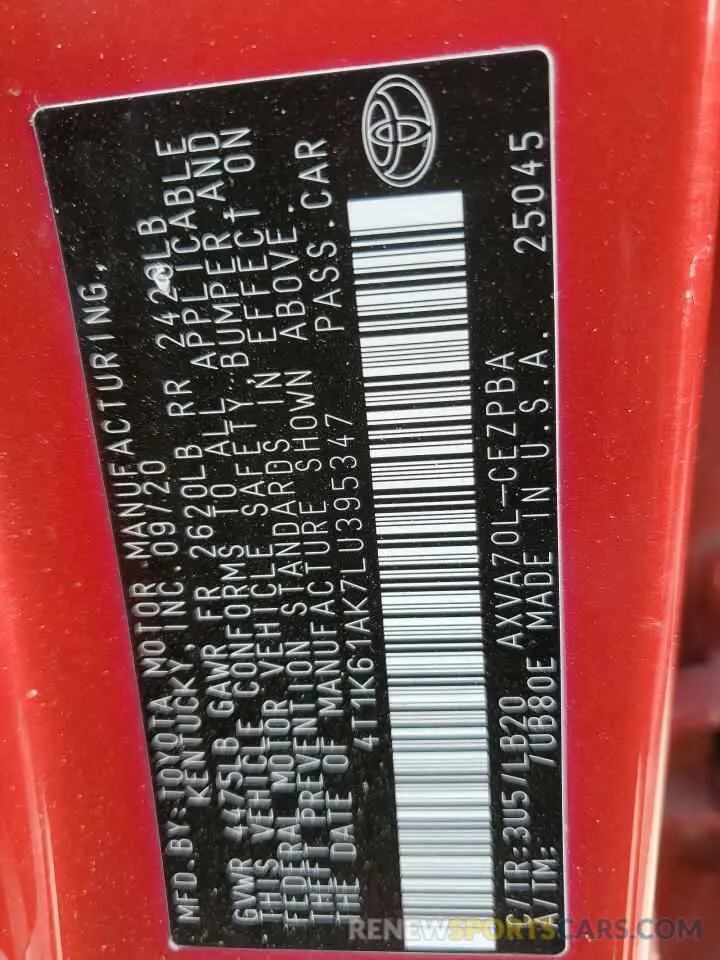 MFD.BY:TOYOTA MOTOR MANUFACTURING,
KENTUCKY, INC.09/20
GVWR 4475LB GAWR FR 2620LB RR
THIS VEHICLE CONFORMS TO ALL APPLICABLE
FEDERAL MOTOR VEHICLE SAFETY, BUMPER, AND
THEFT PREVENTION STANDARDS IN EFFECT ON
THE DATE OF MANUFACTURE SHOWN ABOVE.
4T1K61AK7LU395347 PASS.CAR
C/TR:3U5/LB20 AXVA70L-CEZPBA 25045
A/TM: 7UB80E MADE IN U.S.A.
RENEWSPORTSCARS.COM